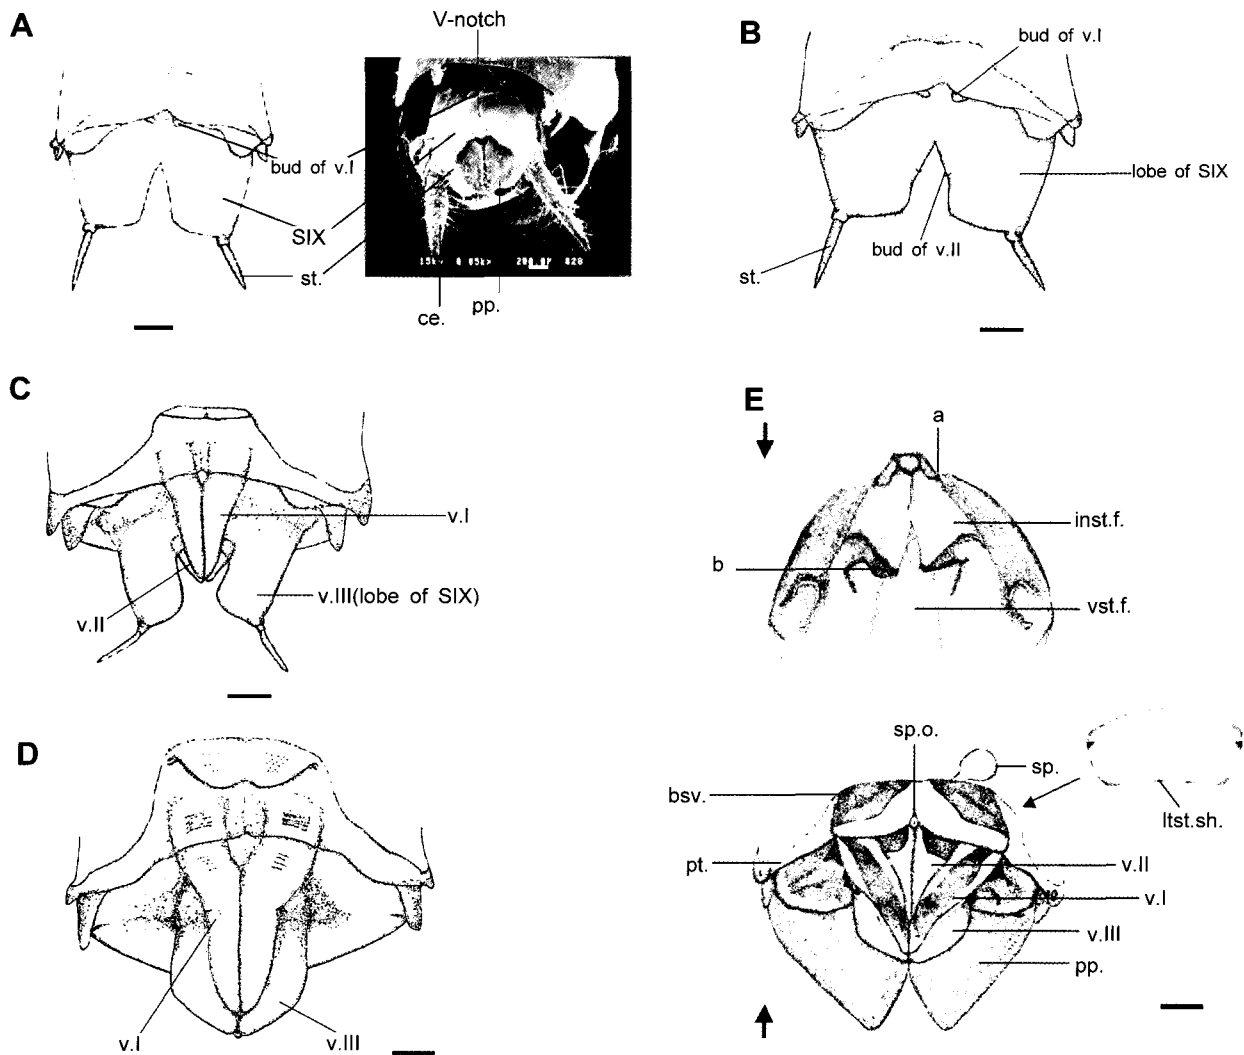 A
V-notch
bud of v.I
SIX
st.
ce.
pp.
B
bud of v.I
lobe of SIX
bud of v.II
st.
C
v.I
v.III(lobe of SIX)
v.II
D
v.I
v.III
E
a
inst.f.
b
vst.f.
sp.o.
sp.
bsv.
ltst.sh.
pt.
v.II
v.I
v.III
pp.